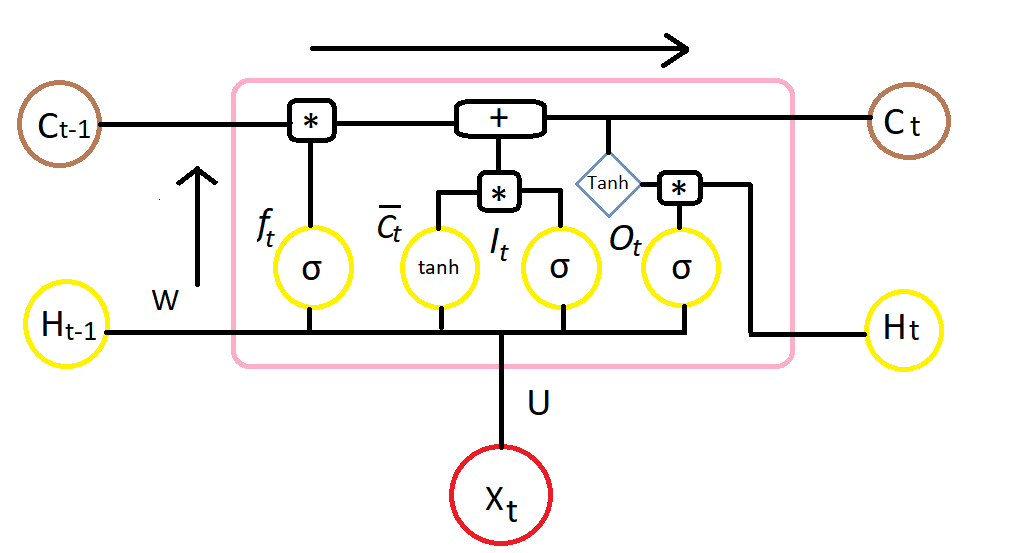 Ct-1
*
+
Ct
Tanh
*
*
ft
C̅t
It
Ot
σ
tanh
σ
σ
W
Ht-1
Ht
U
Xt